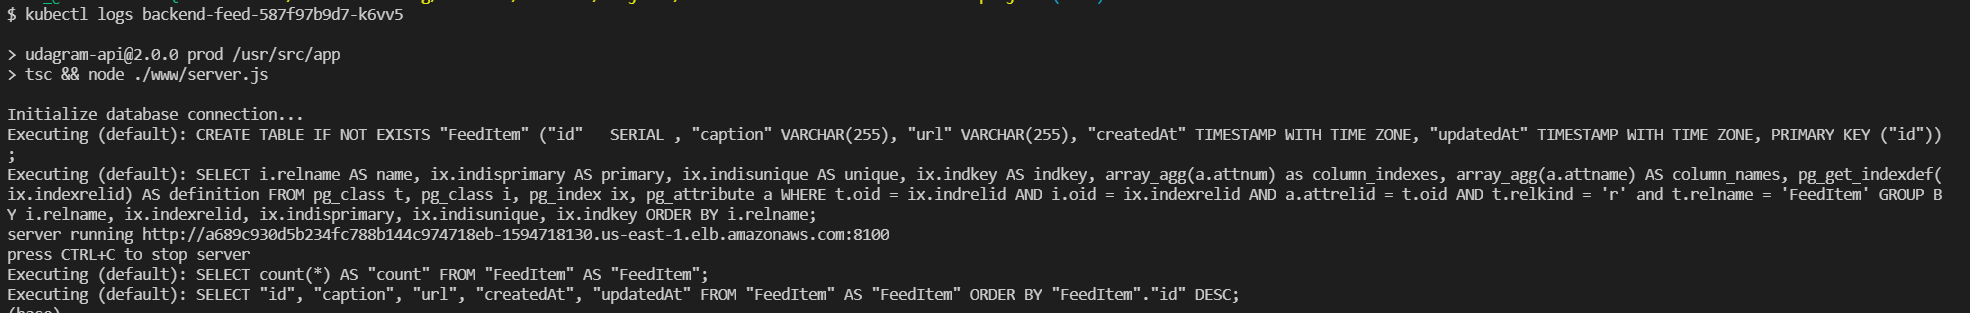 $ kubectl logs backend-feed-587f97b9d7-k6vv5
> udagram-api@2.0.0 prod /usr/src/app
> tsc && node ./www/server.js
Initialize database connection...
Executing (default): CREATE TABLE IF NOT EXISTS "FeedItem" ("id"   SERIAL , "caption" VARCHAR(255), "url" VARCHAR(255), "createdAt" TIMESTAMP WITH TIME ZONE, "updatedAt" TIMESTAMP WITH TIME ZONE, PRIMARY KEY ("id"))
;
Executing (default): SELECT i.relname AS name, ix.indisprimary AS primary, ix.indisunique AS unique, ix.indkey AS indkey, array_agg(a.attnum) as column_indexes, array_agg(a.attname) AS column_names, pg_get_indexdef(
ix.indexrelid) AS definition FROM pg_class t, pg_class i, pg_index ix, pg_attribute a WHERE t.oid = ix.indrelid AND i.oid = ix.indexrelid AND a.attrelid = t.oid AND t.relkind = 'r' and t.relname = 'FeedItem' GROUP B
Y i.relname, ix.indexrelid, ix.indisprimary, ix.indisunique, ix.indkey ORDER BY i.relname;
server running http://a689c930d5b234fc788b144c974718eb-1594718130.us-east-1.elb.amazonaws.com:8100
press CTRL+C to stop server
Executing (default): SELECT count(*) AS "count" FROM "FeedItem" AS "FeedItem";
Executing (default): SELECT "id", "caption", "url", "createdAt", "updatedAt" FROM "FeedItem" AS "FeedItem" ORDER BY "FeedItem"."id" DESC;